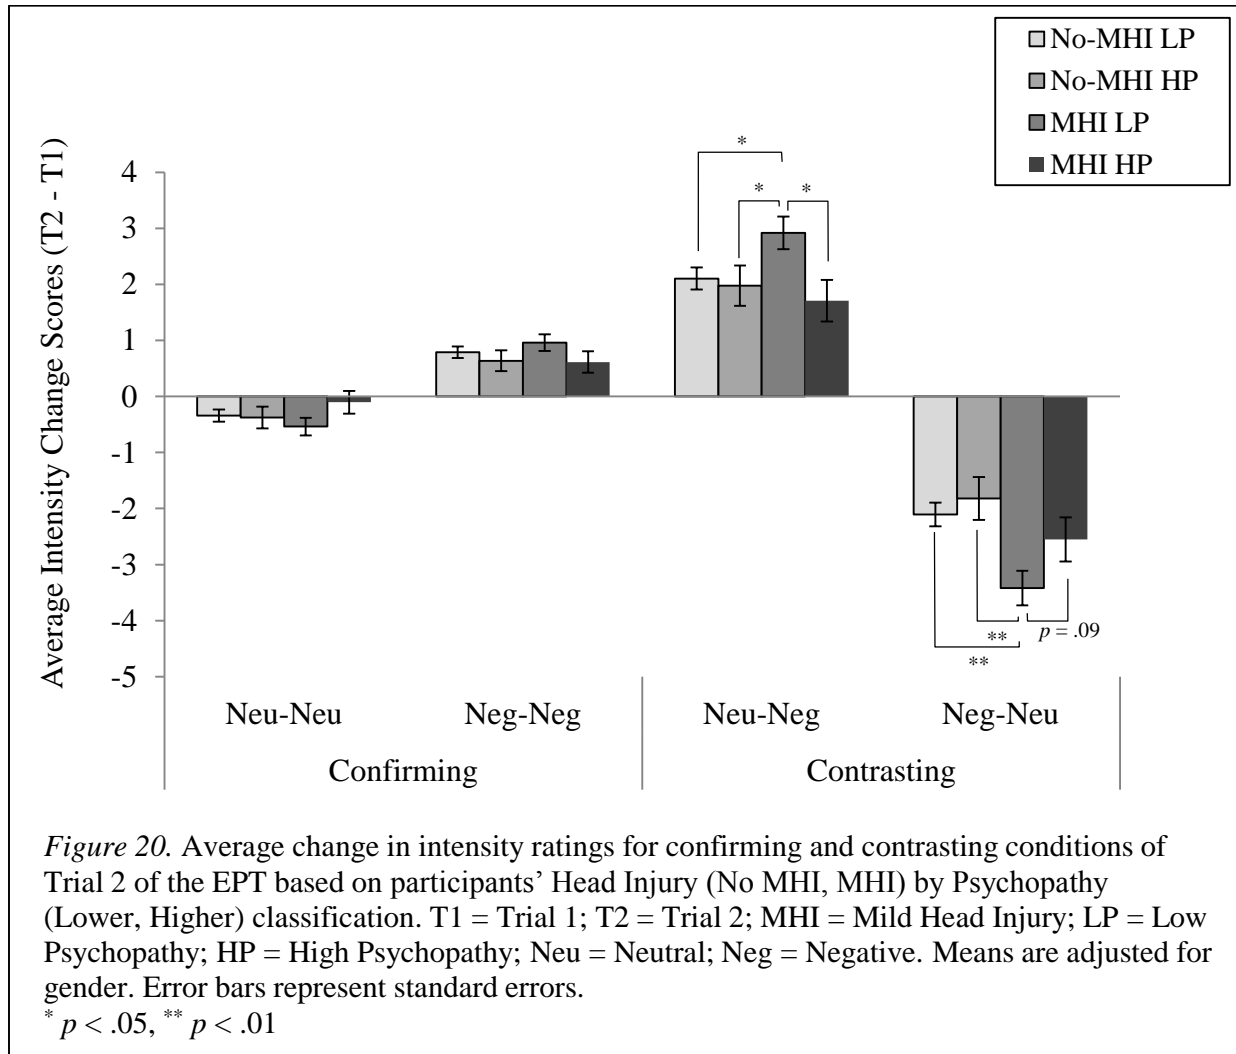 No-MHI LP
No-MHI HP
MHI LP
MHI HP
Average Intensity Change Scores (T2 - T1)
4
3
2
1
0
-1
-2
-3
-4
-5
*
* *
** p = .09
**
Neu-Neu Neg-Neg Neu-Neg Neg-Neu
Confirming Contrasting
Figure 20. Average change in intensity ratings for confirming and contrasting conditions of
Trial 2 of the EPT based on participants’ Head Injury (No MHI, MHI) by Psychopathy
(Lower, Higher) classification. T1 = Trial 1; T2 = Trial 2; MHI = Mild Head Injury; LP = Low
Psychopathy; HP = High Psychopathy; Neu = Neutral; Neg = Negative. Means are adjusted for
gender. Error bars represent standard errors.
* p < .05, ** p < .01